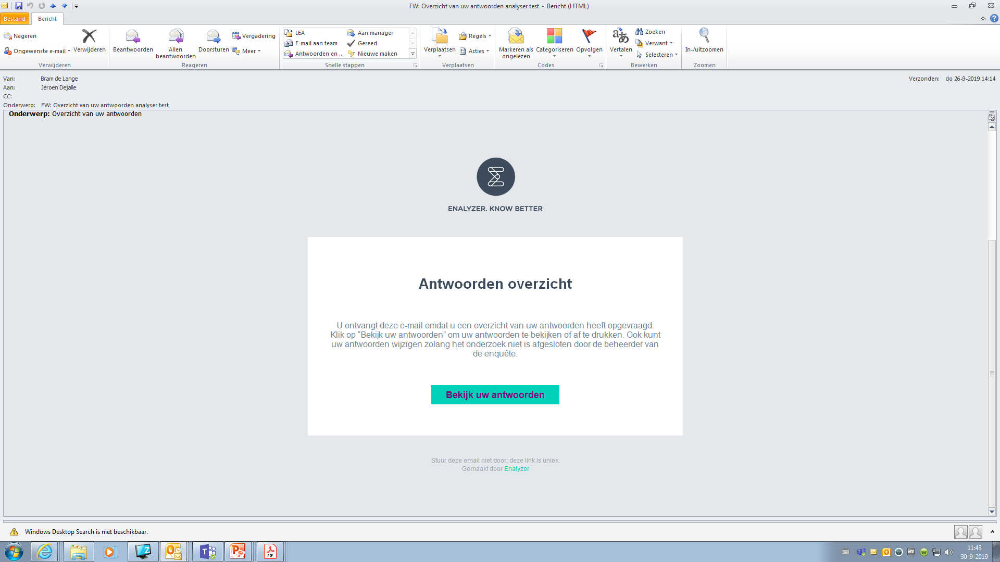 FW: Overzicht van uw antwoorden analyser test - Bericht (HTML)
Bestand
Bericht
Negeren
Ongewenste e-mail
Verwijderen
Verwijderen
Beantwoorden
Allen
beantwoorden
Doorsturen
Vergadering
Meer
Reageren
LEA
E-mail aan team
Antwoorden en ...
Aan manager
Gereed
Nieuwe maken
Snelle stappen
Verplaatsen
Regels
Acties
Verplaatsen
Markeren als
ongelezen
Categoriseren
Opvolgen
Codes
Vertalen
Zoeken
Verwant
Selecteren
Bewerken
In-/uitzoomen
Zoomen
Van: Bram de Lange
Verzonden: do 26-9-2019 14:14
Aan: Jeroen Dejalle
CC:
Onderwerp: FW: Overzicht van uw antwoorden analyser test
Onderwerp: Overzicht van uw antwoorden
ENALYZER. KNOW BETTER
Antwoorden overzicht
U ontvangt deze e-mail omdat u een overzicht van uw antwoorden heeft opgevraagd.
Klik op “Bekijk uw antwoorden” om uw antwoorden te bekijken of af te drukken. Ook kunt
uw antwoorden wijzigen zolang het onderzoek niet is afgesloten door de beheerder van
de enquête.
Bekijk uw antwoorden
Stuur deze email niet door, deze link is uniek.
Gemaakt door Enalyzer
Windows Desktop Search is niet beschikbaar.
PDF
11:43
30-9-2019